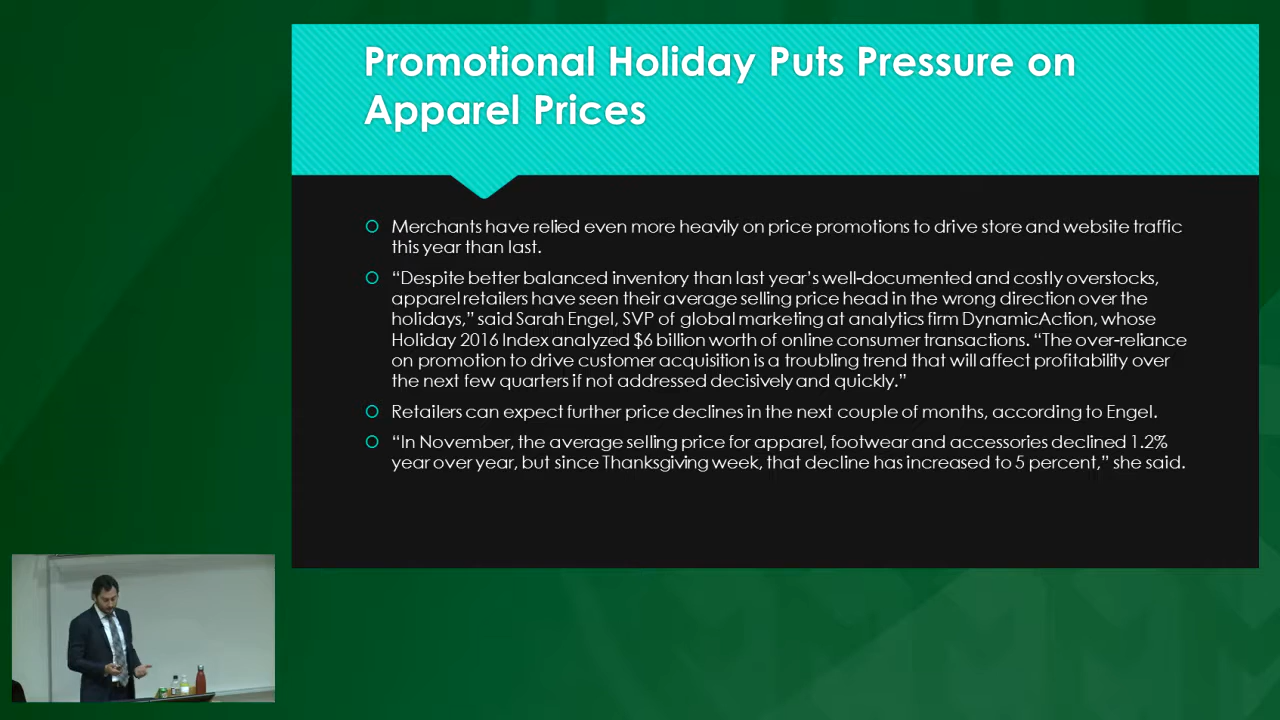 Promotional Holiday Puts Pressure on
Apparel Prices
Merchants have relied even more heavily on price promotions to drive store and website traffic
this year than last.
“Despite better balanced inventory than last year’s well-documented and costly overstocks,
apparel retailers have seen their average selling price head in the wrong direction over the
holidays,” said Sarah Engel, SVP of global marketing at analytics firm DynamicAction, whose
Holiday 2016 Index analyzed $6 billion worth of online consumer transactions. “The over-reliance
on promotion to drive customer acquisition is a troubling trend that will affect profitability over
the next few quarters if not addressed decisively and quickly.”
Retailers can expect further price declines in the next couple of months, according to Engel.
“In November, the average selling price for apparel, footwear and accessories declined 1.2%
year over year, but since Thanksgiving week, that decline has increased to 5 percent,” she said.